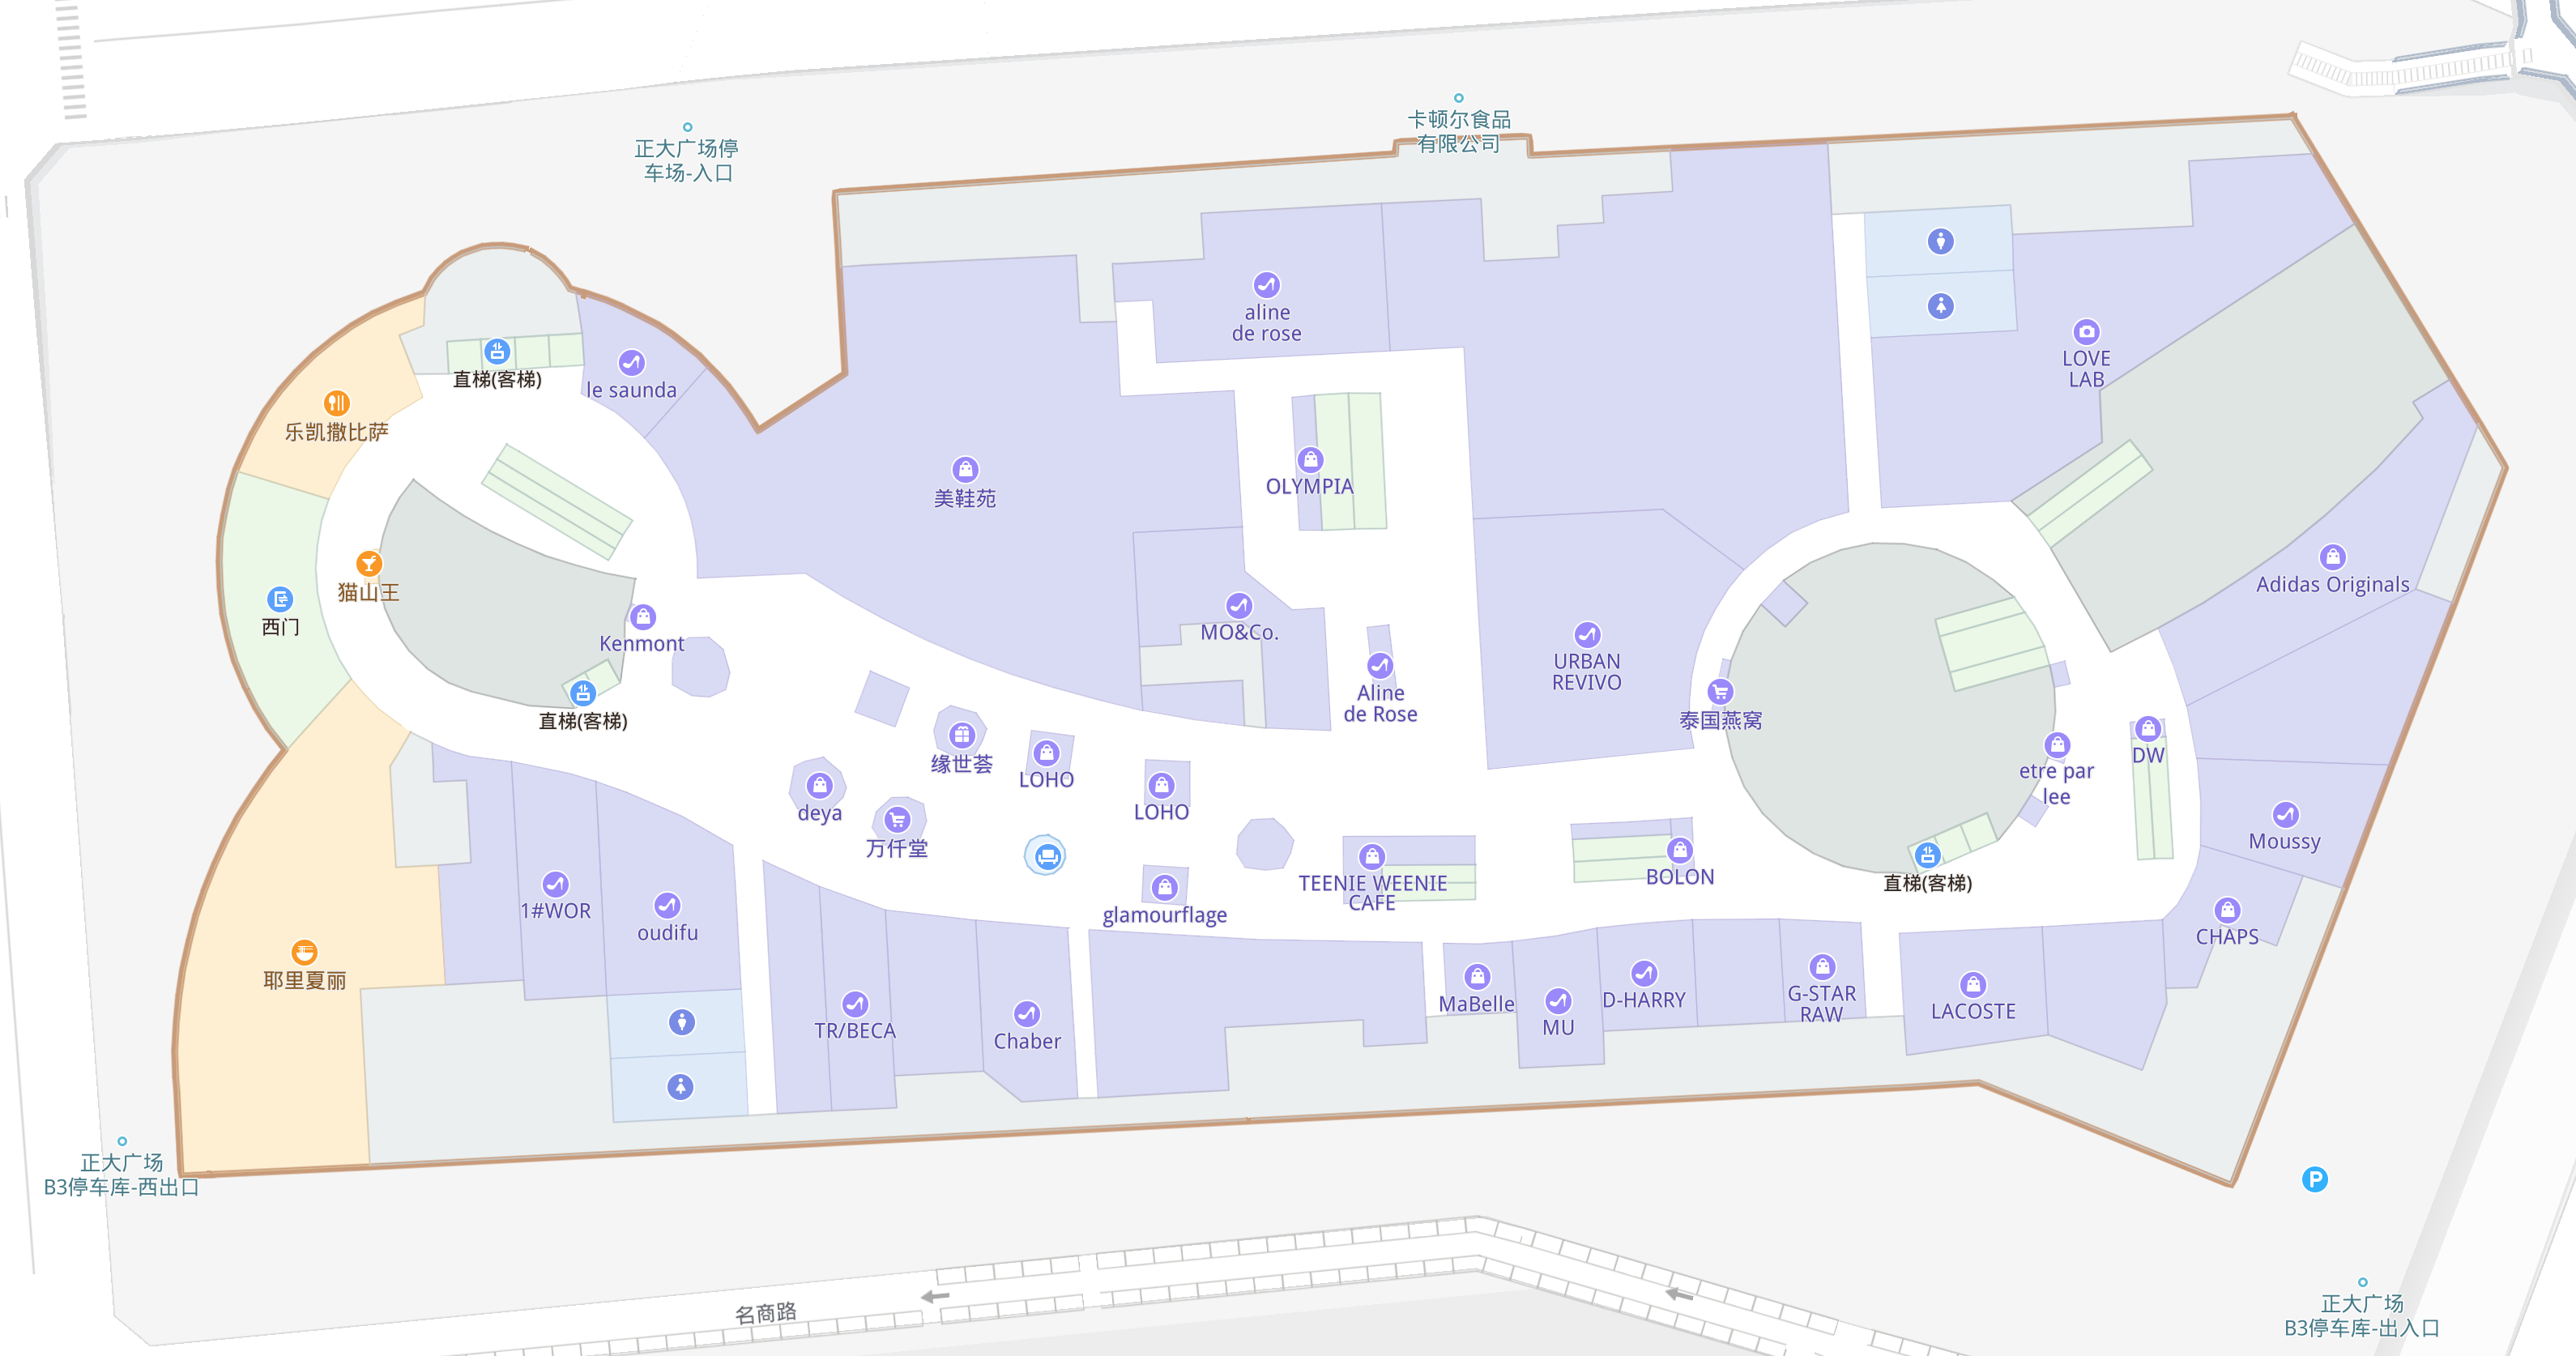 卡顿尔食品
有限公司
正大广场停
车场-入口
aline
de rose
直梯(客梯)
le saunda
LOVE
LAB
乐凯撒比萨
美鞋苑
OLYMPIA
Adidas Originals
猫山王
西门
Kenmont
MO&Co.
URBAN
REVIVO
Aline
de Rose
直梯(客梯)
泰国燕窝
缘世荟
LOHO
DW
etre par
lee
deya
LOHO
万仟堂
Moussy
TEENIE WEENIE
CAFE
BOLON
直梯(客梯)
1#WOR
oudifu
glamourflage
CHAPS
耶里夏丽
TR/BECA
Chaber
MaBelle
MU
D-HARRY
G-STAR
RAW
LACOSTE
正大广场
B3停车库-西出口
P
名商路
正大广场
B3停车库-出入口